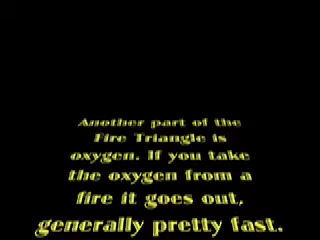 Another part of the
Fire Triangle is
oxygen. If you take
the oxygen from a
fire it goes out,
generally pretty fast.